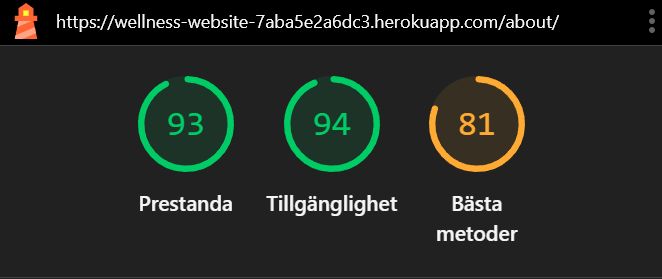 https://wellness-website-7aba5e2a6dc3.herokuapp.com/about/
93 94 81
Prestanda Tillgänglighet Bästa
metoder